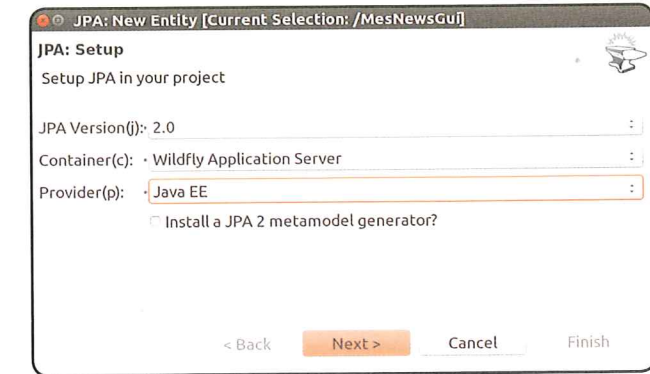 JPA: New Entity [Current Selection: /MesNewsGui]
JPA: Setup
Setup JPA in your project
JPA Version(j): 2.0
Container(c): Wildfly Application Server
Provider(p): Java EE
Install a JPA 2 metamodel generator?
< Back Next > Cancel Finish